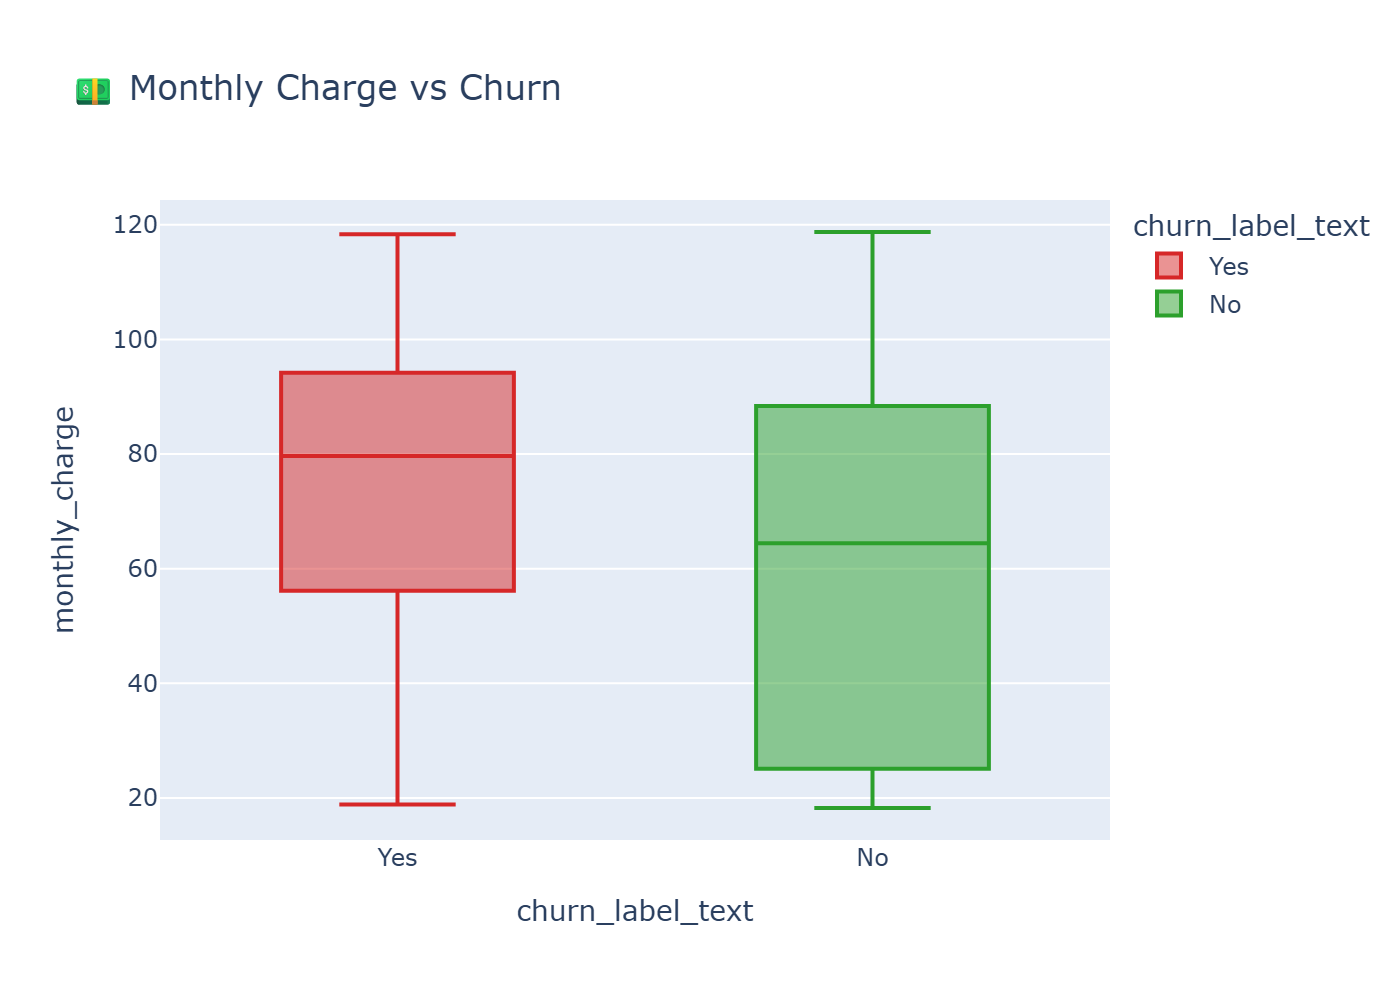 💵 Monthly Charge vs Churn
monthly_charge
120
100
80
60
40
20
Yes
No
churn_label_text
churn_label_text
Yes
No